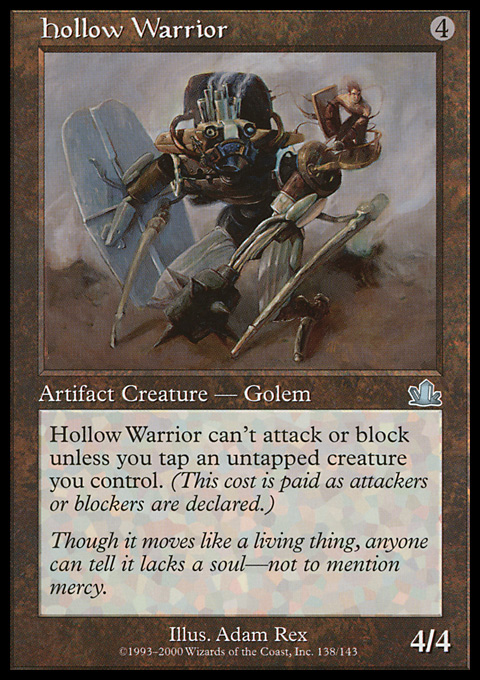 Hollow Warrior 4
Artifact Creature — Golem
Hollow Warrior can't attack or block
unless you tap an untapped creature
you control. (This cost is paid as attackers
or blockers are declared.)
Though it moves like a living thing, anyone
can tell it lacks a soul—not to mention
mercy.
Illus. Adam Rex
4/4
©1993–2000 Wizards of the Coast, Inc. 138/143